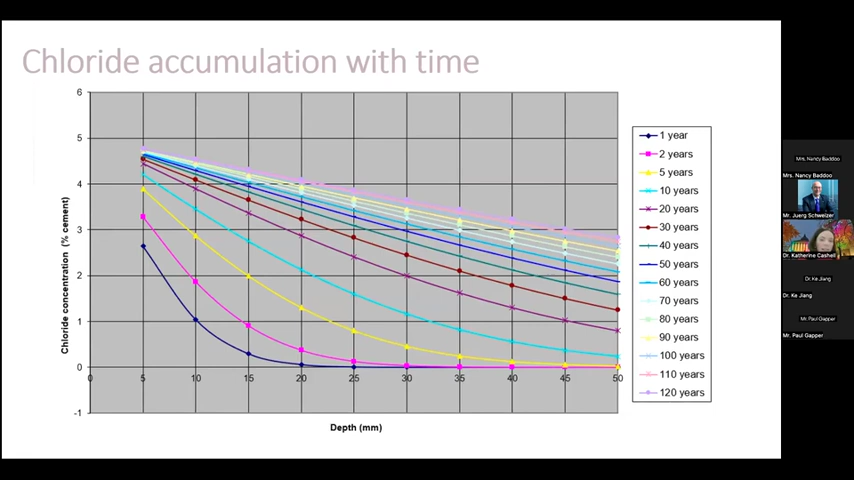 Chloride accumulation with time
6
5
4
3
2
1
0
-1
Chloride concentration (% cement)
0 5 10 15 20 25 30 35 40 45 50
Depth (mm)
1 year
2 years
5 years
10 years
20 years
30 years
40 years
50 years
60 years
70 years
80 years
90 years
100 years
110 years
120 years
Mrs. Nancy Baddoo
Mrs. Nancy Baddoo
Mr. Juerg Schweizer
Dr. Katherine Cashell
Dr. Ke Jiang
Dr. Ke Jiang
Mr. Paul Gapper
Mr. Paul Gapper